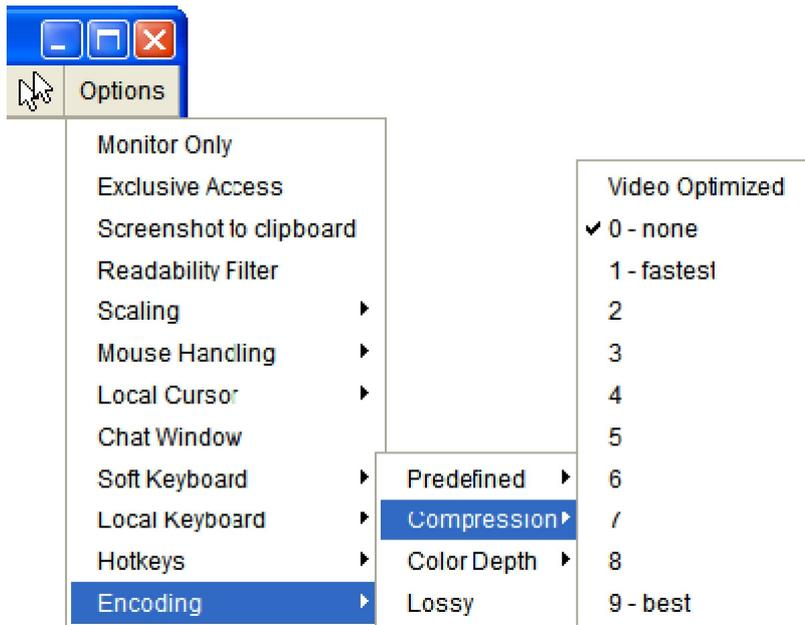 Options
Monitor Only
Exclusive Access
Screenshot to clipboard
Readability Filter
Scaling
Mouse Handling
Local Cursor
Chat Window
Soft Keyboard
Local Keyboard
Hotkeys
Encoding
Predefined
Compression
Color Depth
Lossy
Video Optimized
0 - none
1 - fastest
2
3
4
5
6
7
8
9 - best